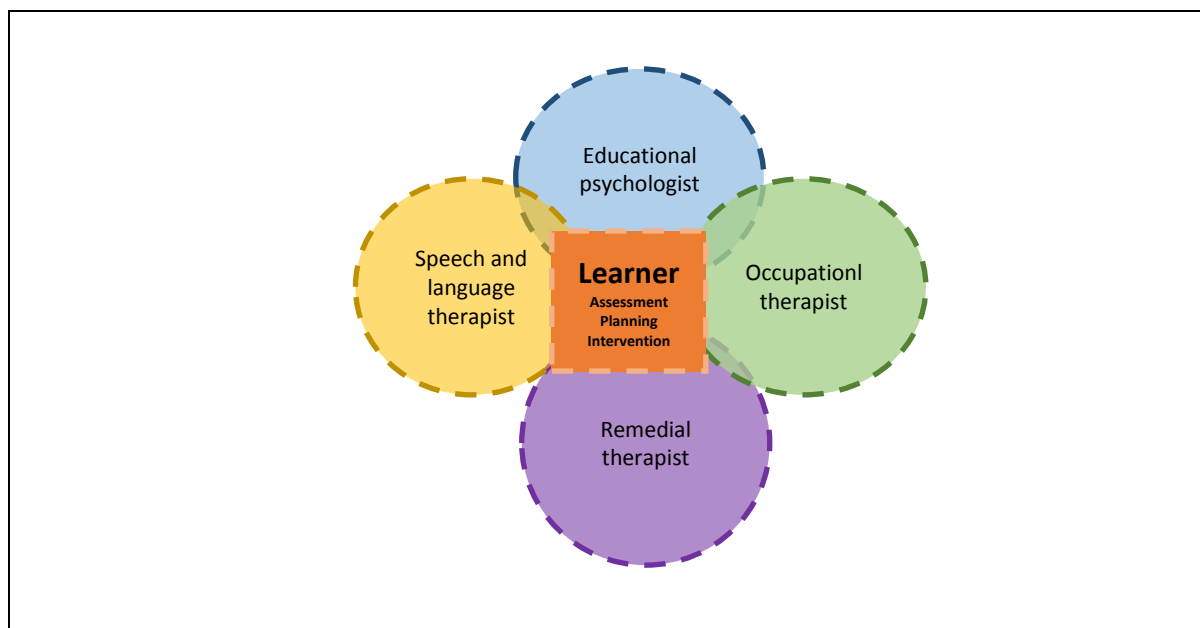 Educational
psychologist
Speech and
language
therapist
Learner
Assessment
Planning
Intervention
Occupationl
therapist
Remedial
therapist